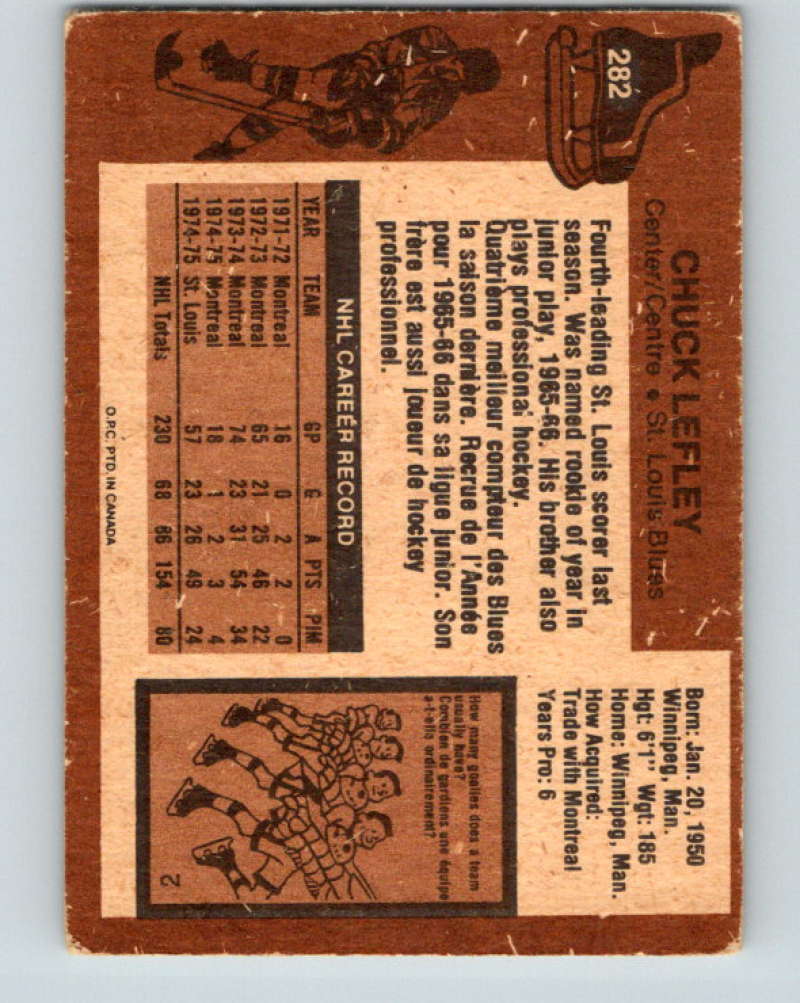 282
CHUCK LEFLEY
Center/Centre • St. Louis Blues
Born: Jan. 20, 1950
Winnipeg, Man.
Hgt: 6'1" Wgt: 185
Home: Winnipeg, Man.
How Acquired:
Trade with Montreal
Years Pro: 6
Fourth-leading St. Louis scorer last
season. Was named rookie of year in
junior play, 1965-66. His brother also
plays professional hockey.
Quatrième meilleur compteur des Blues
la saison dernière. Recrue de l'Année
pour 1965-66 dans sa ligue junior. Son
frère est aussi joueur de hockey
professionnel.
NHL CAREER RECORD
YEAR TEAM GP G A PTS PIM
1971-72 Montreal 16 0 2 2 0
1972-73 Montreal 65 21 25 46 22
1973-74 Montreal 74 23 31 54 34
1974-75 Montreal 18 1 2 3 4
1974-75 St. Louis 57 23 26 49 24
NHL Totals 230 68 86 154 80
How many goalies does a team
usually have?
Combien de gardiens une équipe
a-t-elle ordinairement?
2
O.P.C. PTD. IN CANADA